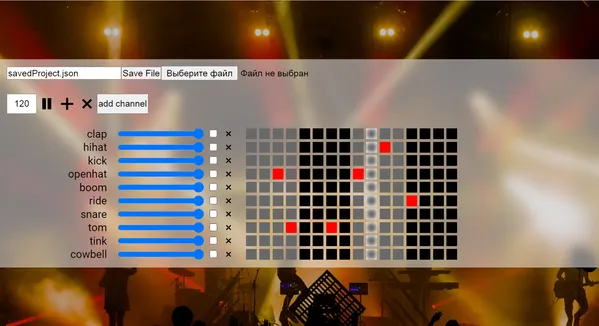 savedProject.json Save File Выберите файл Файл не выбран
120 add channel
clap
hihat
kick
openhat
boom
ride
snare
tom
tink
cowbell